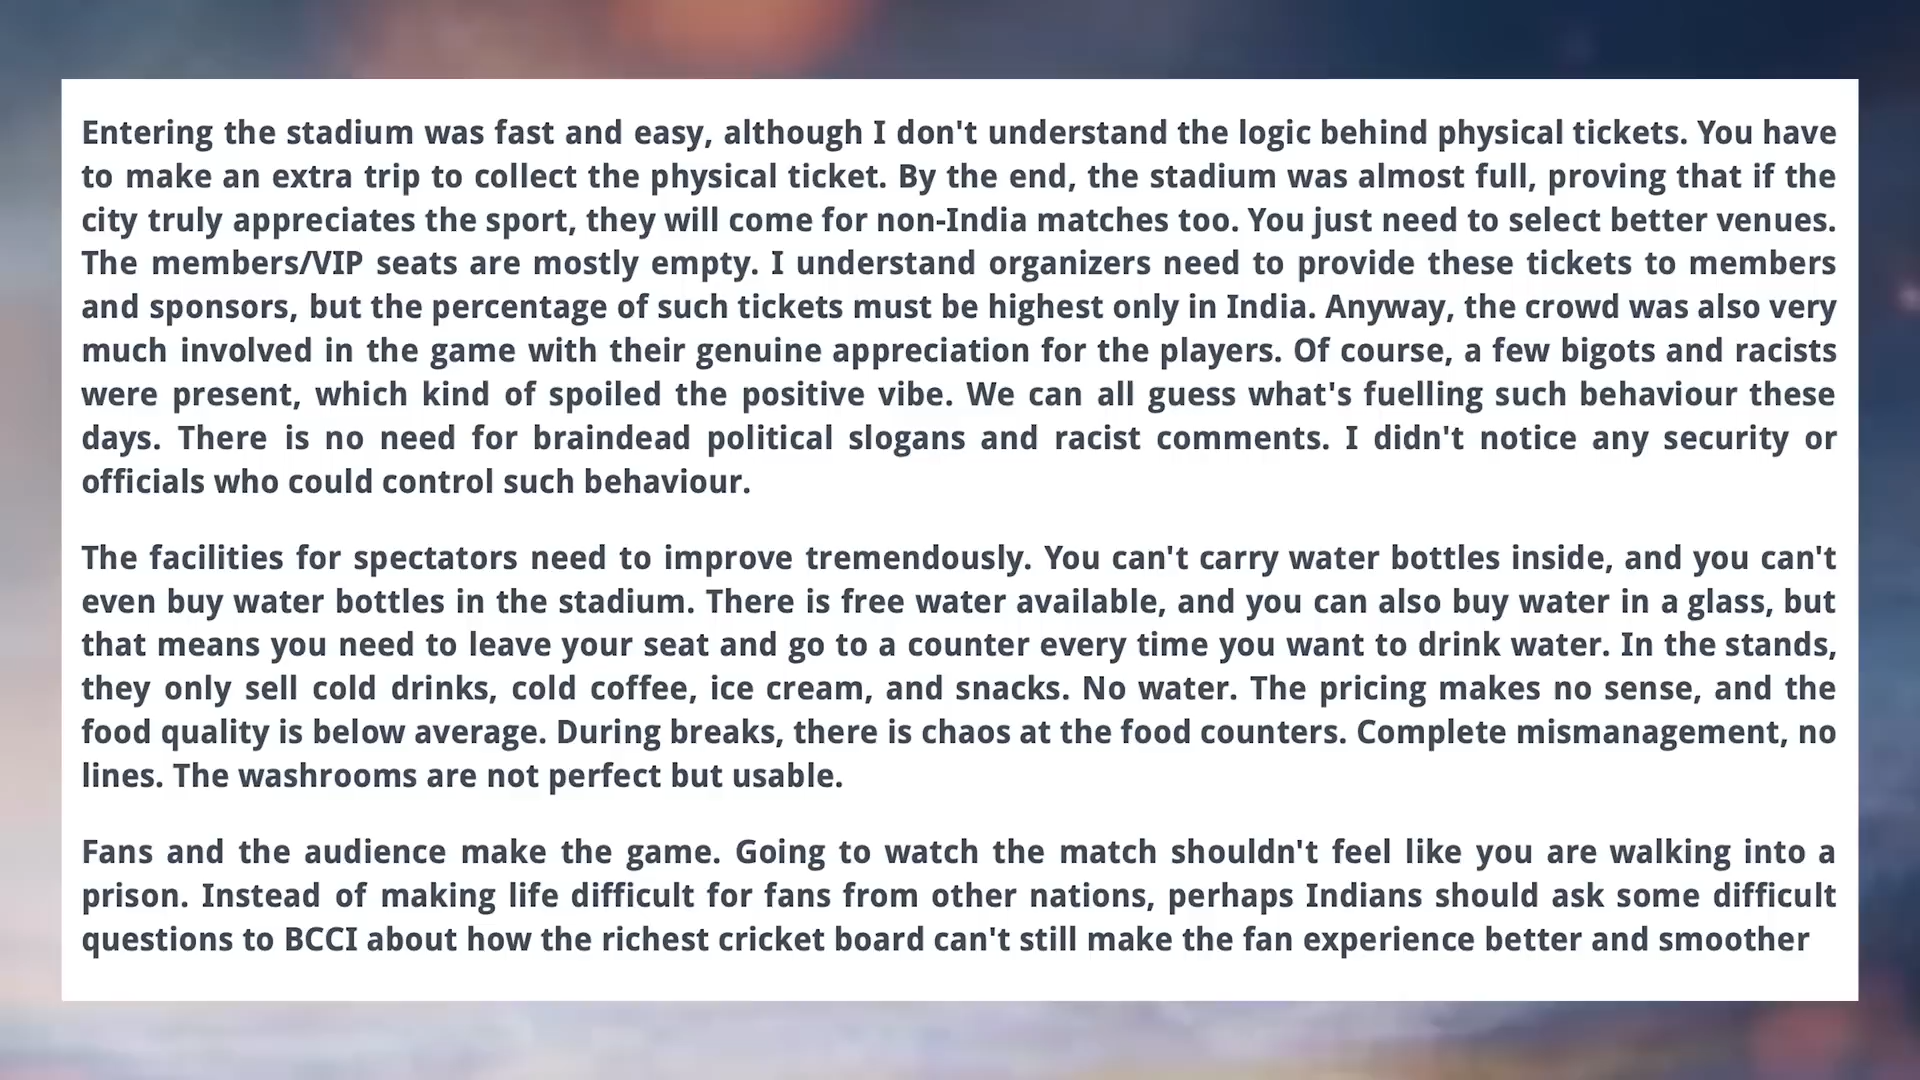 Entering the stadium was fast and easy, although I don't understand the logic behind physical tickets. You have
to make an extra trip to collect the physical ticket. By the end, the stadium was almost full, proving that if the
city truly appreciates the sport, they will come for non-India matches too. You just need to select better venues.
The members/VIP seats are mostly empty. I understand organizers need to provide these tickets to members
and sponsors, but the percentage of such tickets must be highest only in India. Anyway, the crowd was also very
much involved in the game with their genuine appreciation for the players. Of course, a few bigots and racists
were present, which kind of spoiled the positive vibe. We can all guess what's fuelling such behaviour these
days. There is no need for braindead political slogans and racist comments. I didn't notice any security or
officials who could control such behaviour.
The facilities for spectators need to improve tremendously. You can't carry water bottles inside, and you can't
even buy water bottles in the stadium. There is free water available, and you can also buy water in a glass, but
that means you need to leave your seat and go to a counter every time you want to drink water. In the stands,
they only sell cold drinks, cold coffee, ice cream, and snacks. No water. The pricing makes no sense, and the
food quality is below average. During breaks, there is chaos at the food counters. Complete mismanagement, no
lines. The washrooms are not perfect but usable.
Fans and the audience make the game. Going to watch the match shouldn't feel like you are walking into a
prison. Instead of making life difficult for fans from other nations, perhaps Indians should ask some difficult
questions to BCCI about how the richest cricket board can't still make the fan experience better and smoother